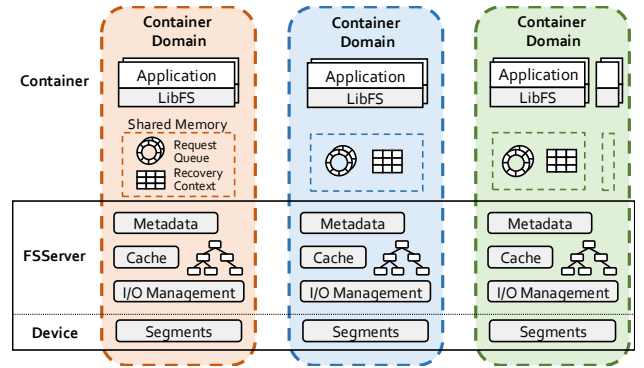 Container Domain
Container Domain
Container Domain
Container
Application
LibFS
Application
LibFS
Application
LibFS
Shared Memory
Request Queue
Recovery Context
FSServer
Metadata
Metadata
Metadata
Cache
Cache
Cache
I/O Management
I/O Management
I/O Management
Device
Segments
Segments
Segments